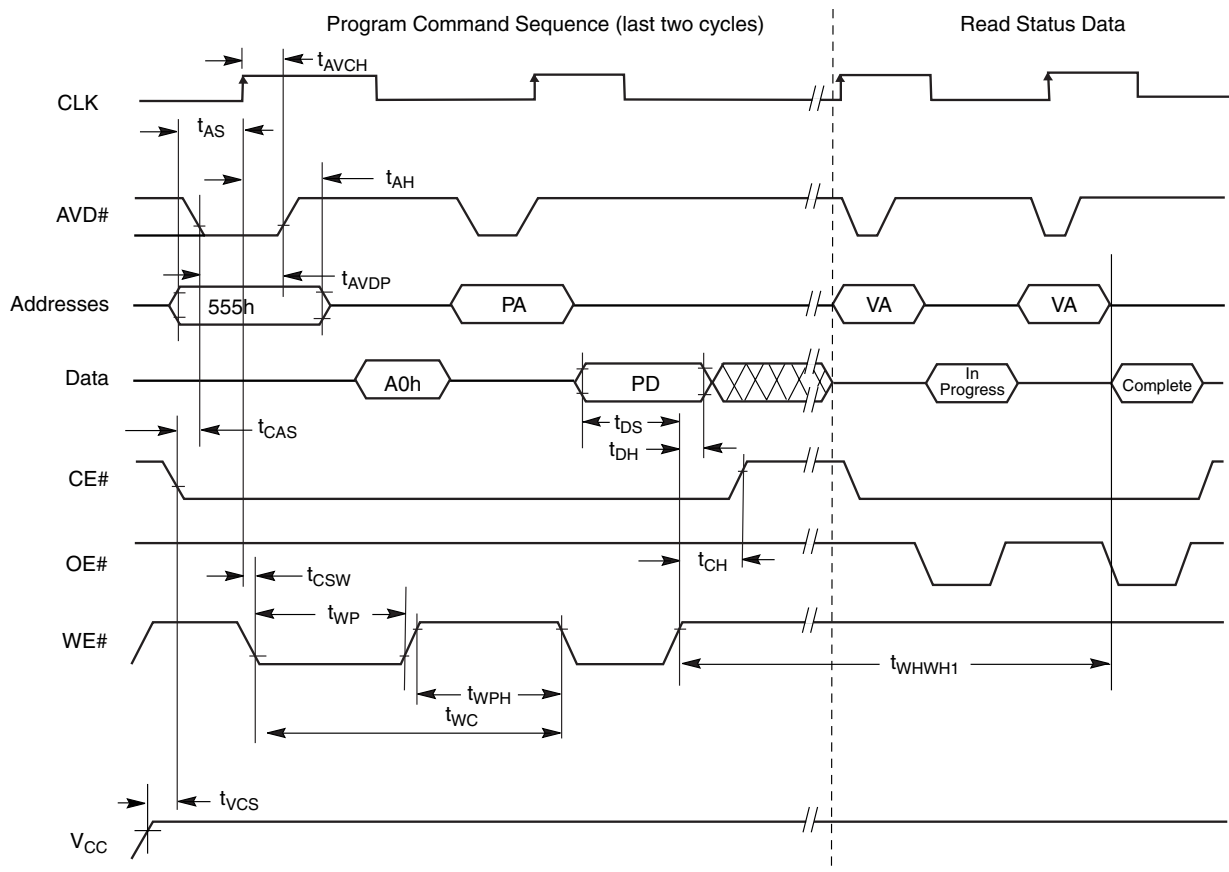 Program Command Sequence (last two cycles)
Read Status Data
tAVCH
CLK
tAS
tAH
AVD#
tAVDP
Addresses
555h
PA
VA
VA
Data
A0h
PD
In
Progress
Complete
tDS
tCAS
tDH
CE#
OE#
tCH
tCSW
tWP
WE#
tWHWH1
tWPH
tWC
tVCS
VCC